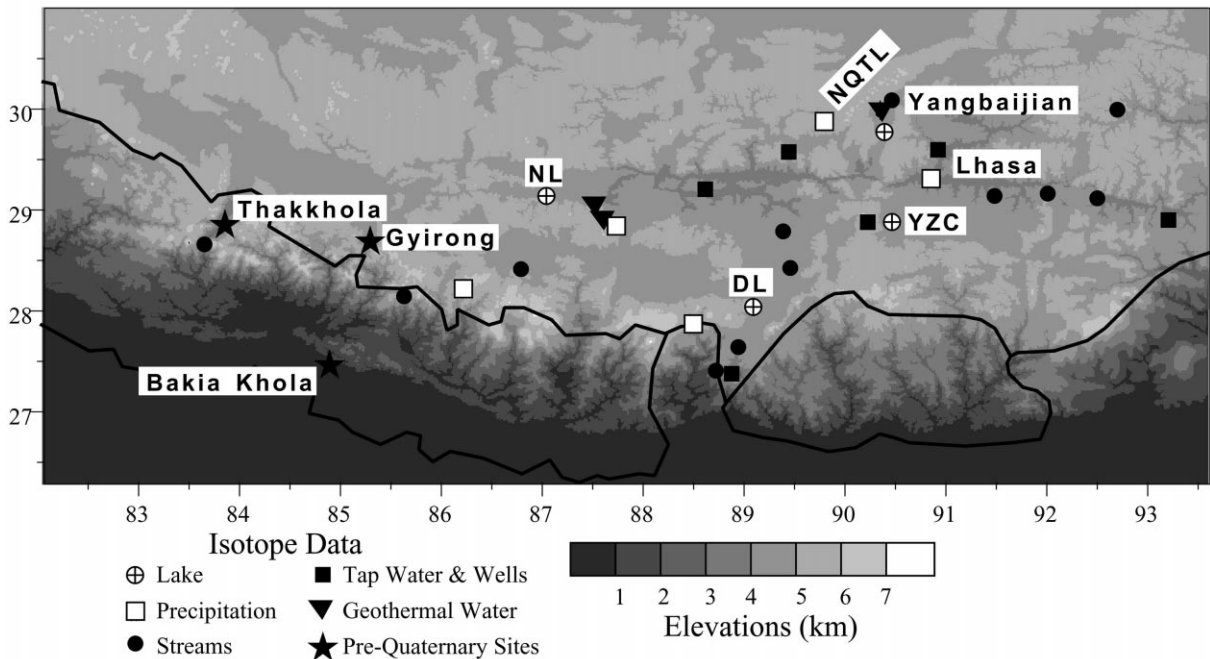 NQTL
30
Yangbaijian
NL
Lhasa
29
Thakkhola
Gyirong
YZC
DL
28
Bakia Khola
27
83 84 85 86 87 88 89 90 91 92 93
Isotope Data
Lake
Tap Water & Wells
Precipitation
Geothermal Water
Streams
Pre-Quaternary Sites
1 2 3 4 5 6 7
Elevations (km)